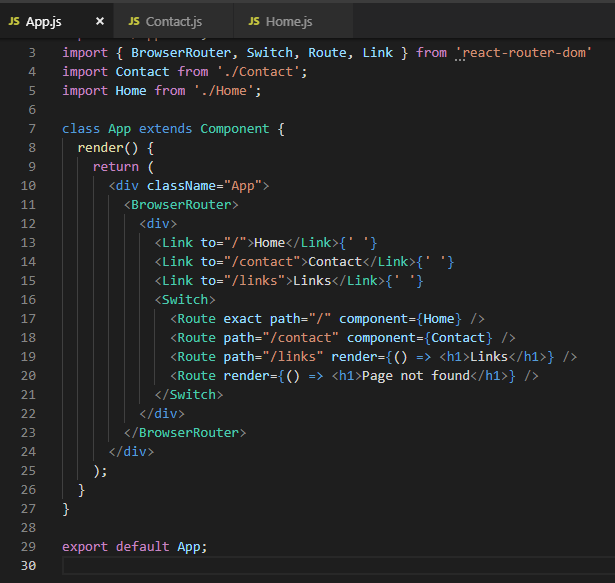 JS App.js × JS Contact.js JS Home.js
3 import { BrowserRouter, Switch, Route, Link } from 'react-router-dom'
4 import Contact from './Contact';
5 import Home from './Home';
6
7 class App extends Component {
8 render() {
9 return (
10 <div className="App">
11 <BrowserRouter>
12 <div>
13 <Link to="/">Home</Link>{' '}
14 <Link to="/contact">Contact</Link>{' '}
15 <Link to="/links">Links</Link>{' '}
16 <Switch>
17 <Route exact path="/" component={Home} />
18 <Route path="/contact" component={Contact} />
19 <Route path="/links" render={() => <h1>Links</h1>} />
20 <Route render={() => <h1>Page not found</h1>} />
21 </Switch>
22 </div>
23 </BrowserRouter>
24 </div>
25 );
26 }
27 }
28
29 export default App;
30